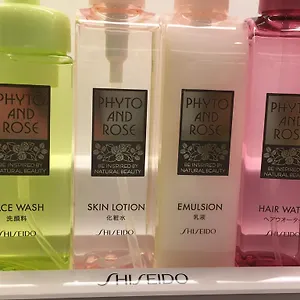 PHYTO
AND
ROSE
BE INSPIRED BY
NATURAL BEAUTY
ACE WASH
洗顔料
SHISEIDO
PHYTO
AND
ROSE
BE INSPIRED BY
NATURAL BEAUTY
SKIN LOTION
化粧水
SHISEIDO
PHYTO
AND
ROSE
BE INSPIRED BY
NATURAL BEAUTY
EMULSION
乳液
SHISEIDO
PHYTO
AND
ROSE
BE INSPIRED BY
NATURAL BEAUTY
HAIR WAT
ヘアウオータ
SHISEIDO
SHISEIDO